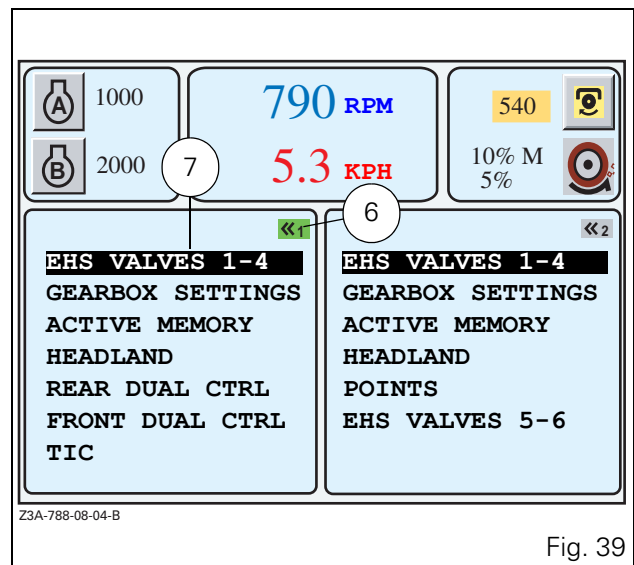 A 1000
B 2000
790 RPM
5.3 KPH
540
10% M
5%
7
6
«1
EHS VALVES 1-4
GEARBOX SETTINGS
ACTIVE MEMORY
HEADLAND
REAR DUAL CTRL
FRONT DUAL CTRL
TIC
«2
EHS VALVES 1-4
GEARBOX SETTINGS
ACTIVE MEMORY
HEADLAND
POINTS
EHS VALVES 5-6
Z3A-788-08-04-B
Fig. 39